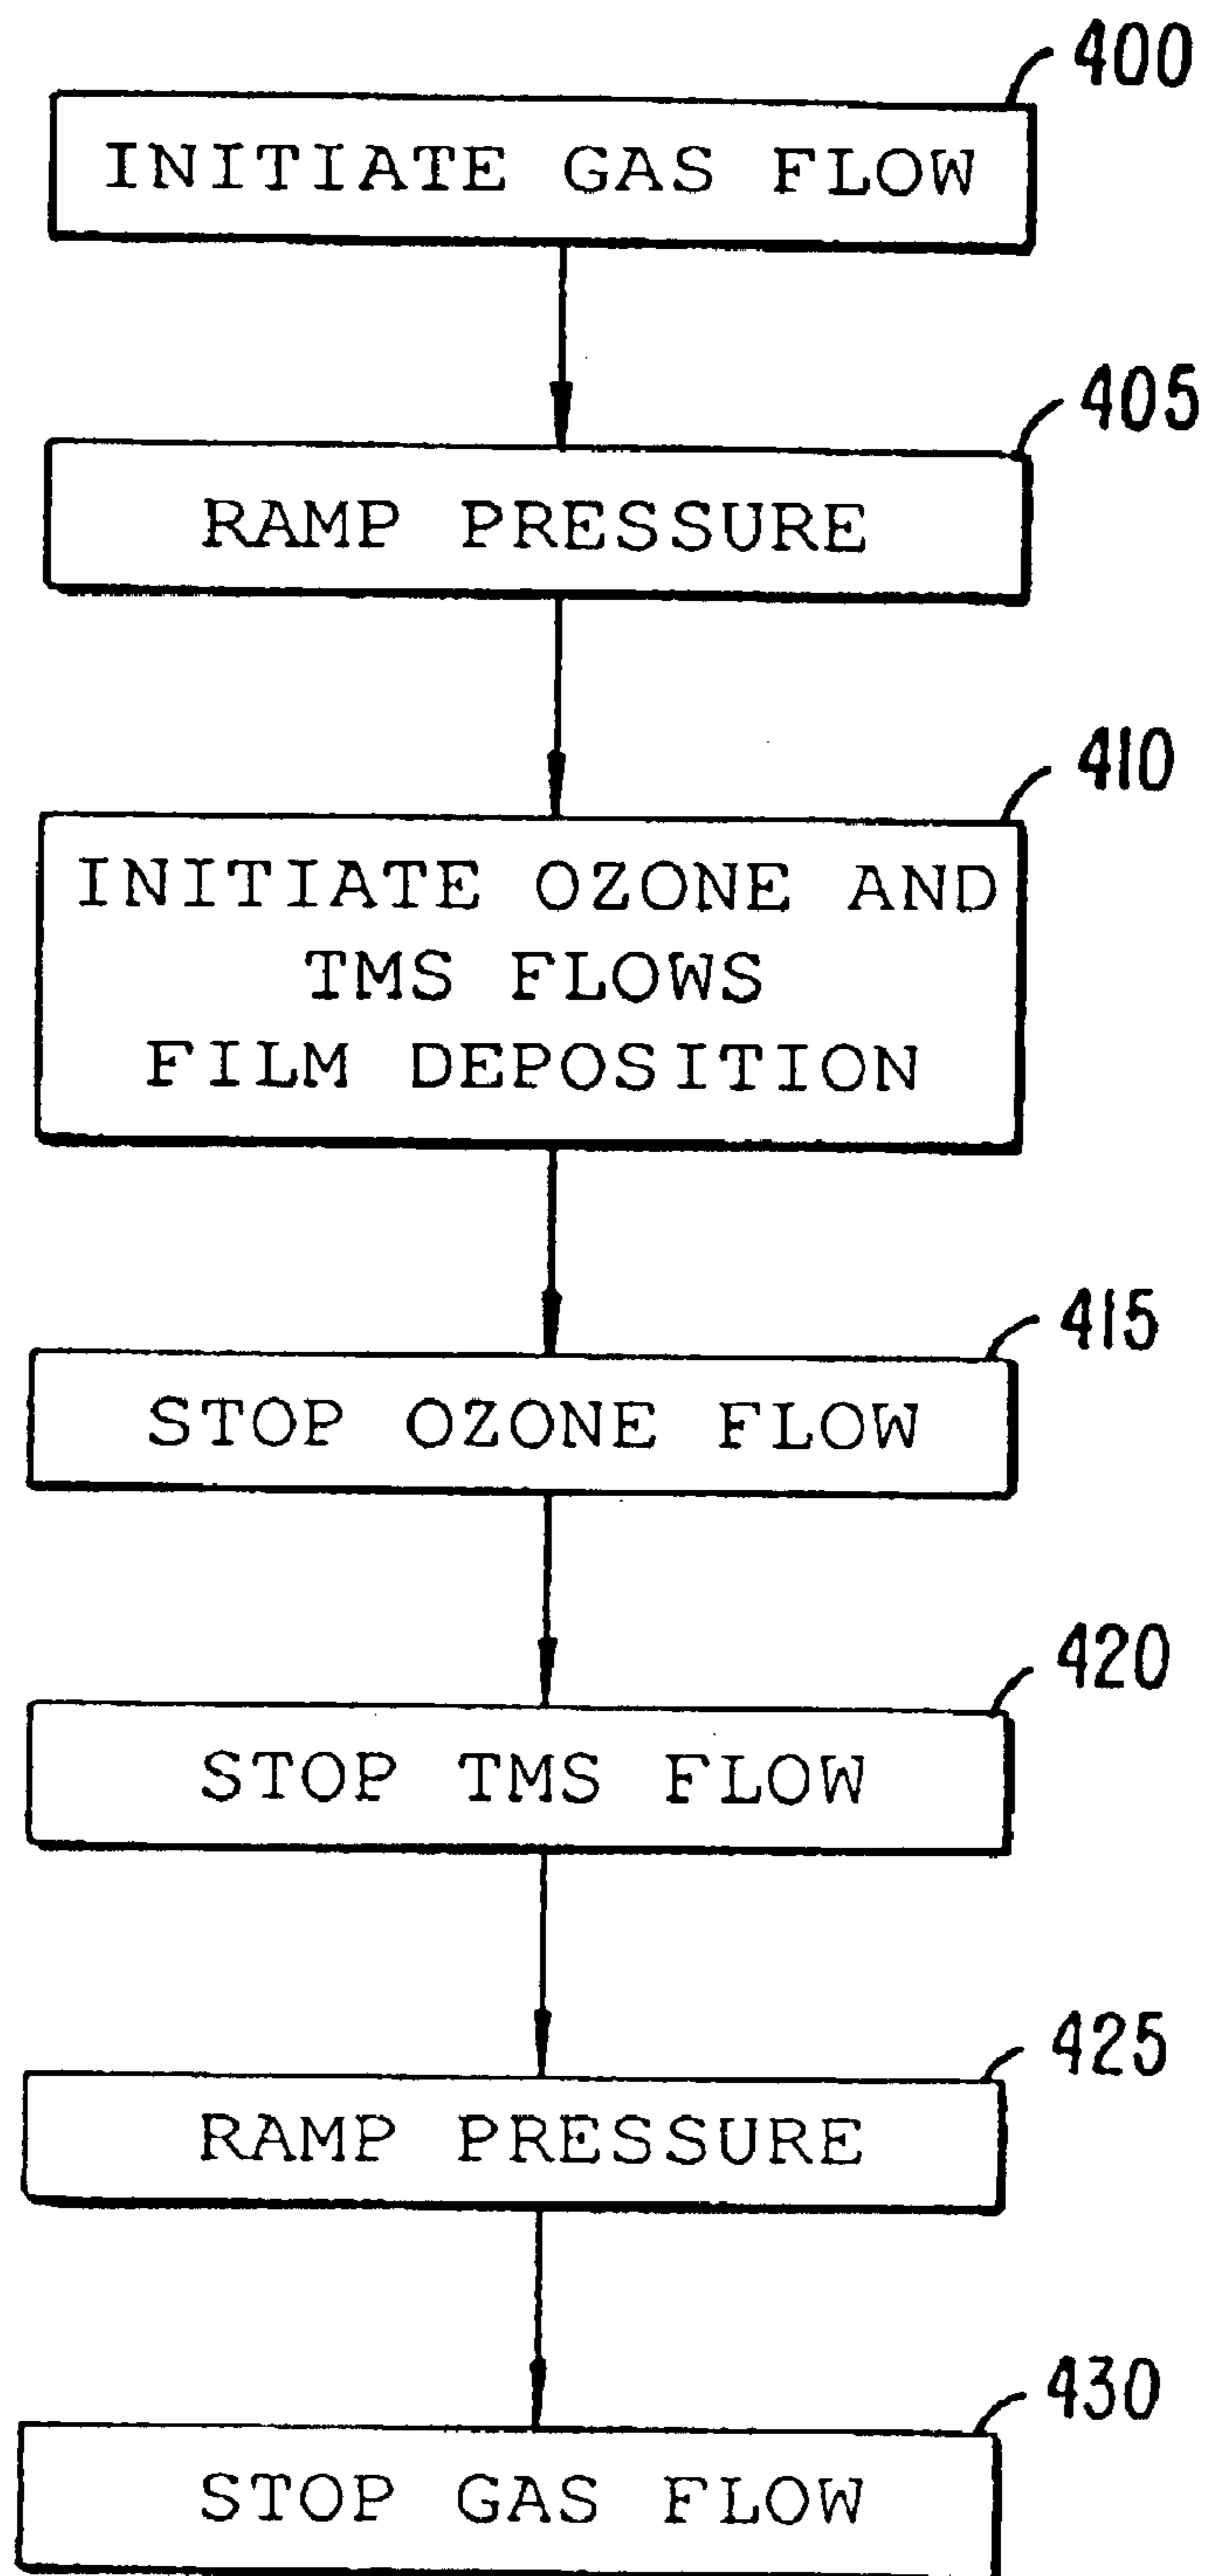 400
INITIATE GAS FLOW
405
RAMP PRESSURE
410
INITIATE OZONE AND
TMS FLOWS
FILM DEPOSITION
415
STOP OZONE FLOW
420
STOP TMS FLOW
425
RAMP PRESSURE
430
STOP GAS FLOW